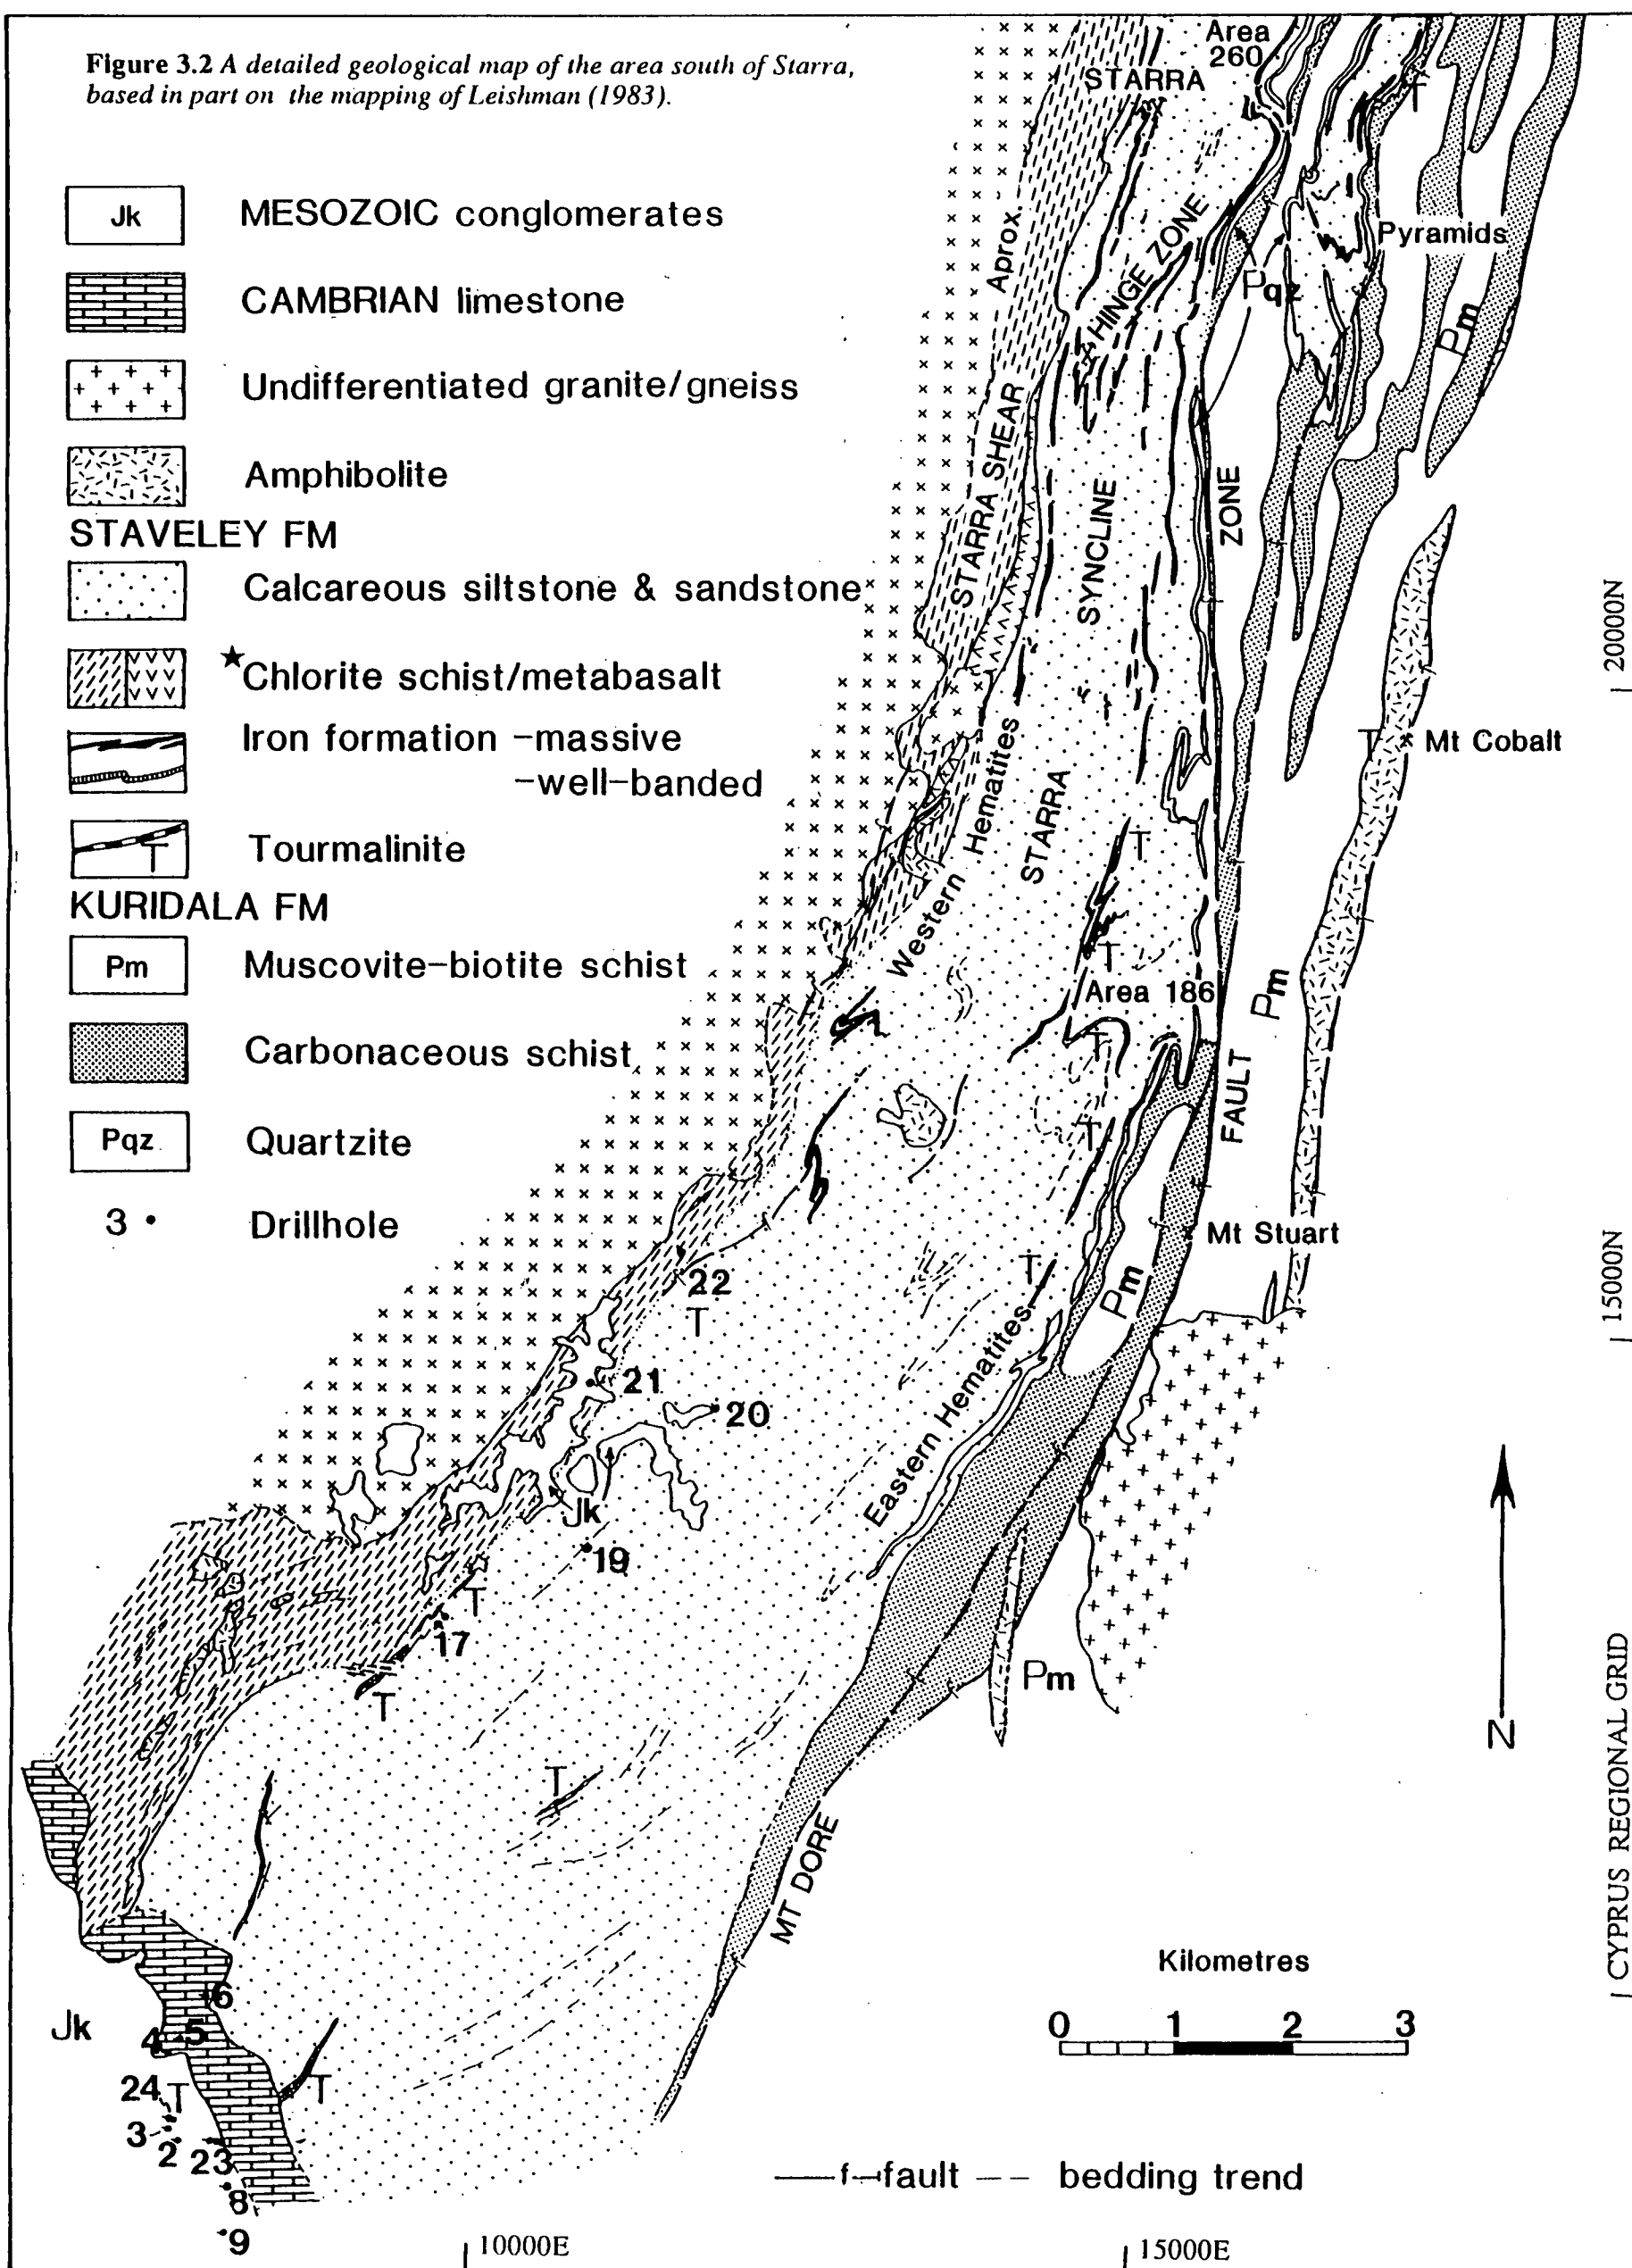 Figure 3.2 A detailed geological map of the area south of Starra,
based in part on the mapping of Leishman (1983).
Jk MESOZOIC conglomerates
CAMBRIAN limestone
Undifferentiated granite/gneiss
Amphibolite
STAVELEY FM
Calcareous siltstone & sandstone
★Chlorite schist/metabasalt
Iron formation -massive
-well-banded
T Tourmalinite
KURIDALA FM
Pm Muscovite-biotite schist
Carbonaceous schist
Pqz Quartzite
3 • Drillhole
Area
260
STARRA
T
Aprox.
HINGE ZONE
Pyramids
Pqz
Pm
STARRA SHEAR
ZONE
SYNCLINE
20000N
Western Hematites
STARRA
T
Mt Cobalt
T
T
Area 186
Pm
T
FAULT
T
Mt Stuart
15000N
T
22
T
Pm
21
20
Eastern Hematites
Jk
19
T
17
T
Pm
N
T
MT DORE
CYPRUS REGIONAL GRID
Kilometres
0 1 2 3
6
Jk
4
5
24
T
T
3
2
23
8
9
f fault -- bedding trend
10000E
15000E